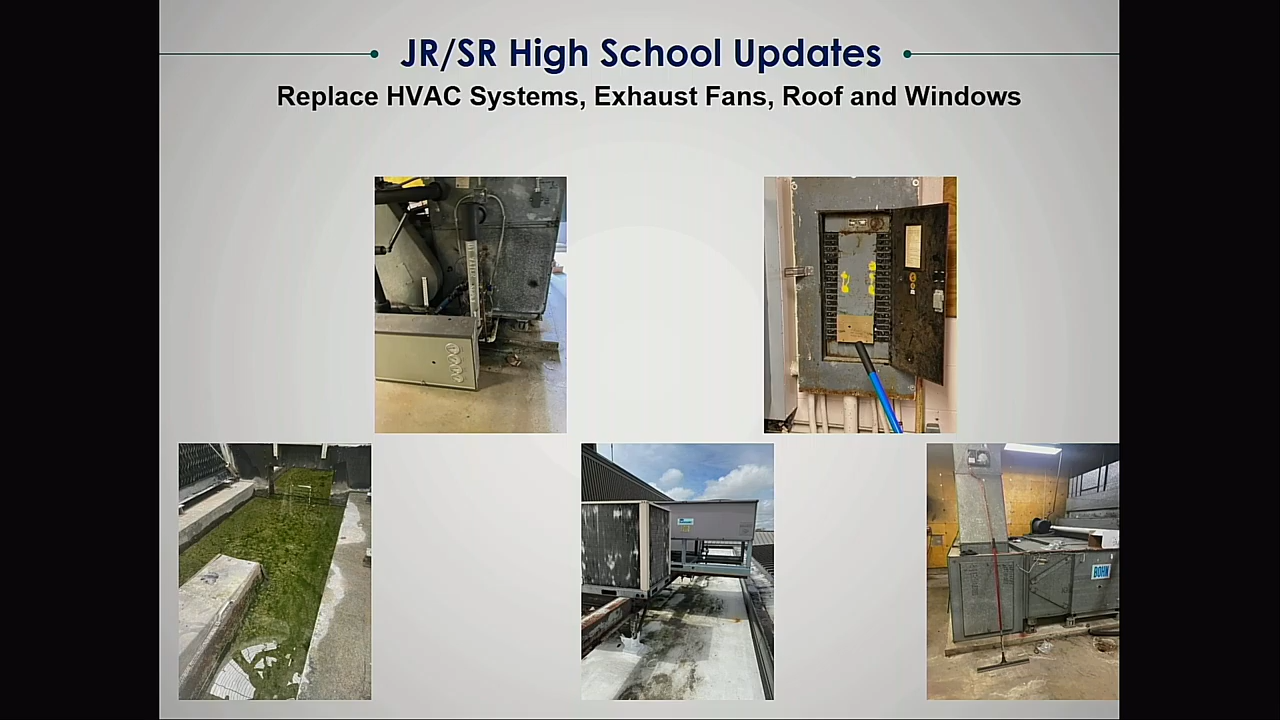 JR/SR High School Updates
Replace HVAC Systems, Exhaust Fans, Roof and Windows
BOHN